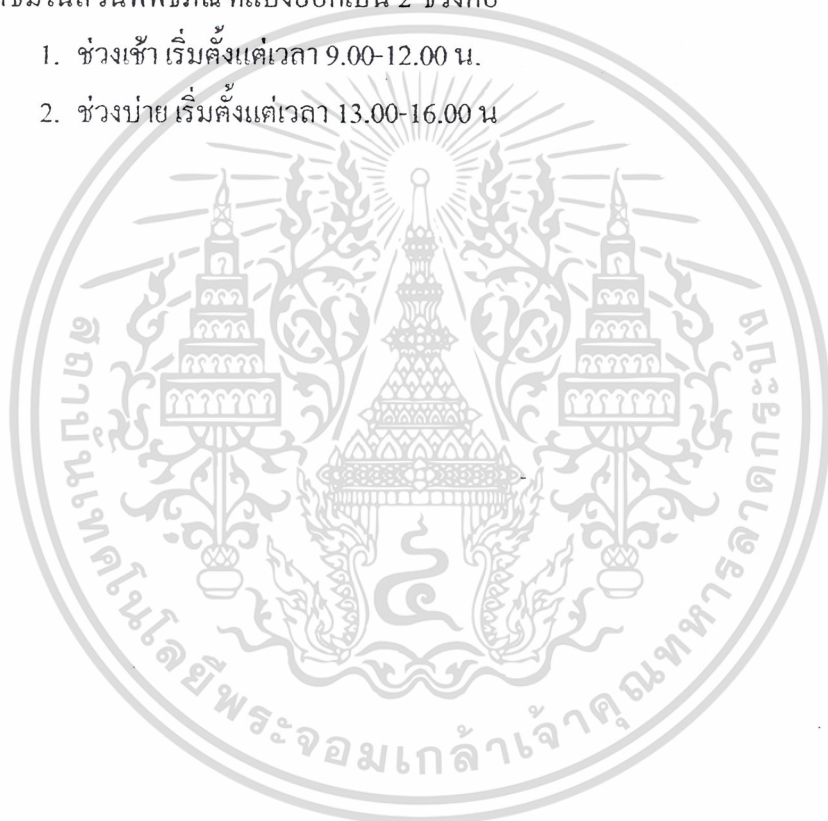 1. ช่วงเช้า เริ่มตั้งแต่เวลา 9.00-12.00 น.
2. ช่วงบ่าย เริ่มตั้งแต่เวลา 13.00-16.00 น
สถาบันเทคโนโลยีพระจอมเกล้าเจ้าคุณทหารลาดกระบัง
๔